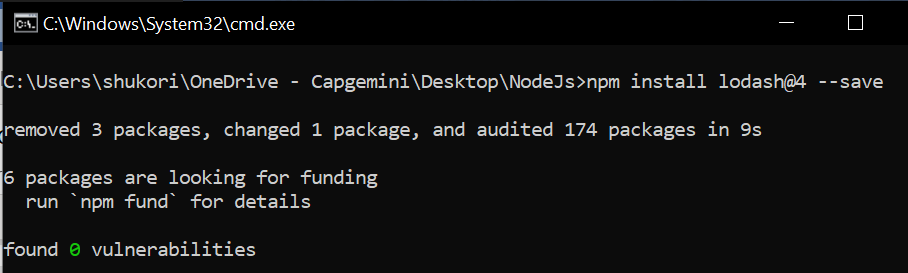 C:\Windows\System32\cmd.exe
C:\Users\shukori\OneDrive - Capgemini\Desktop\NodeJs>npm install lodash@4 --save
removed 3 packages, changed 1 package, and audited 174 packages in 9s
6 packages are looking for funding
  run `npm fund` for details
found 0 vulnerabilities